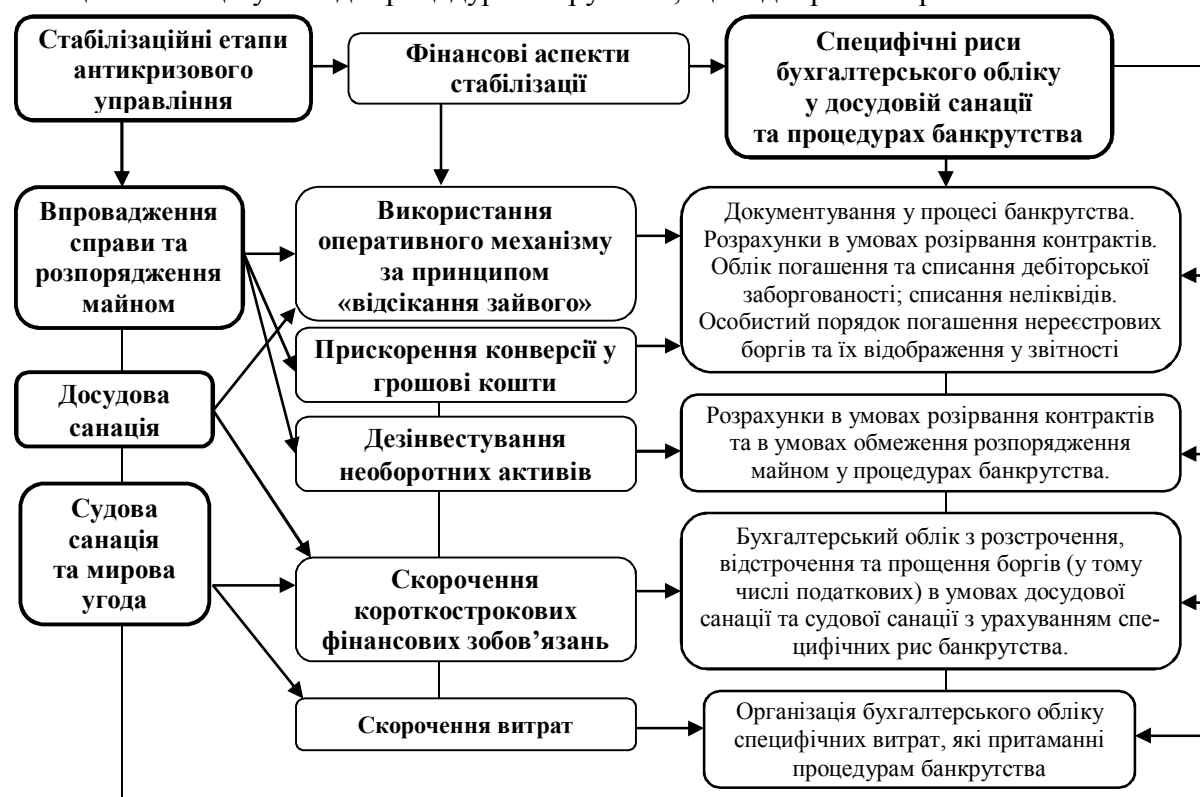 Стабілізаційні етапи
антикризового
управління
Фінансові аспекти
стабілізації
Специфічні риси
бухгалтерського обліку
у досудовій санації
та процедурах банкрутства
Впровадження
справи та
розпорядження
майном
Використання
оперативного механізму
за принципом
«відсікання зайвого»
Документування у процесі банкрутства.
Розрахунки в умовах розірвання контрактів.
Облік погашення та списання дебіторської
заборгованості; списання неліквідів.
Особистий порядок погашення нереєстрових
боргів та їх відображення у звітності
Прискорення конверсії у
грошові кошти
Досудова
санація
Дезінвестування
необоротних активів
Розрахунки в умовах розірвання контрактів
та в умовах обмеження розпорядження
майном у процедурах банкрутства.
Судова
санація
та мирова
угода
Скорочення
короткострокових
фінансових зобов’язань
Бухгалтерський облік з розстрочення,
відстрочення та прощення боргів (у тому
числі податкових) в умовах досудової
санації та судової санації з урахуванням спе-
цифічних рис банкрутства.
Скорочення витрат
Організація бухгалтерського обліку
специфічних витрат, які притаманні
процедурам банкрутства